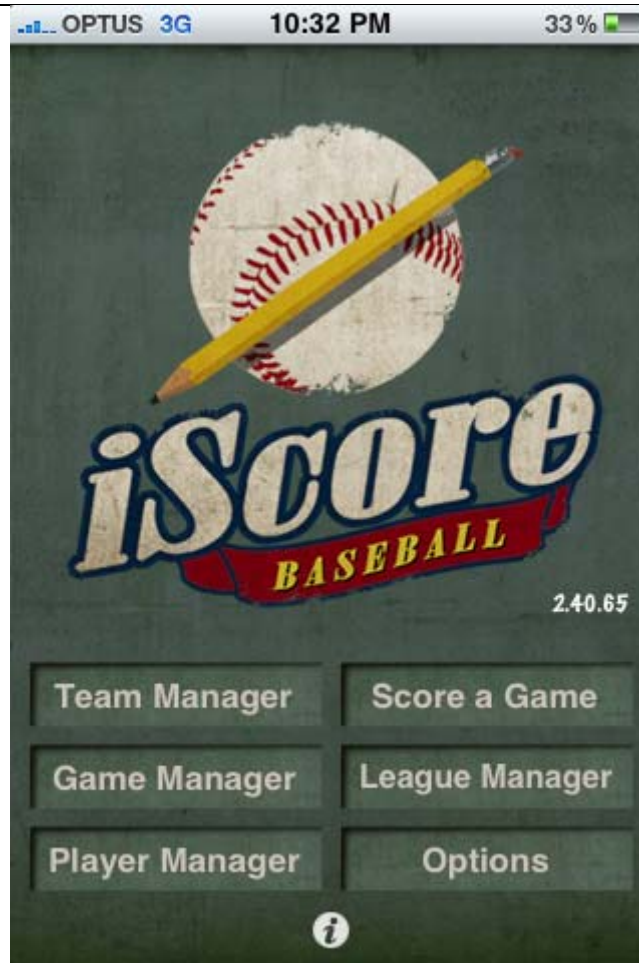 OPTUS 3G 10:32 PM 33%
iScore
BASEBALL
2.40.65
Team Manager Score a Game
Game Manager League Manager
Player Manager Options
i